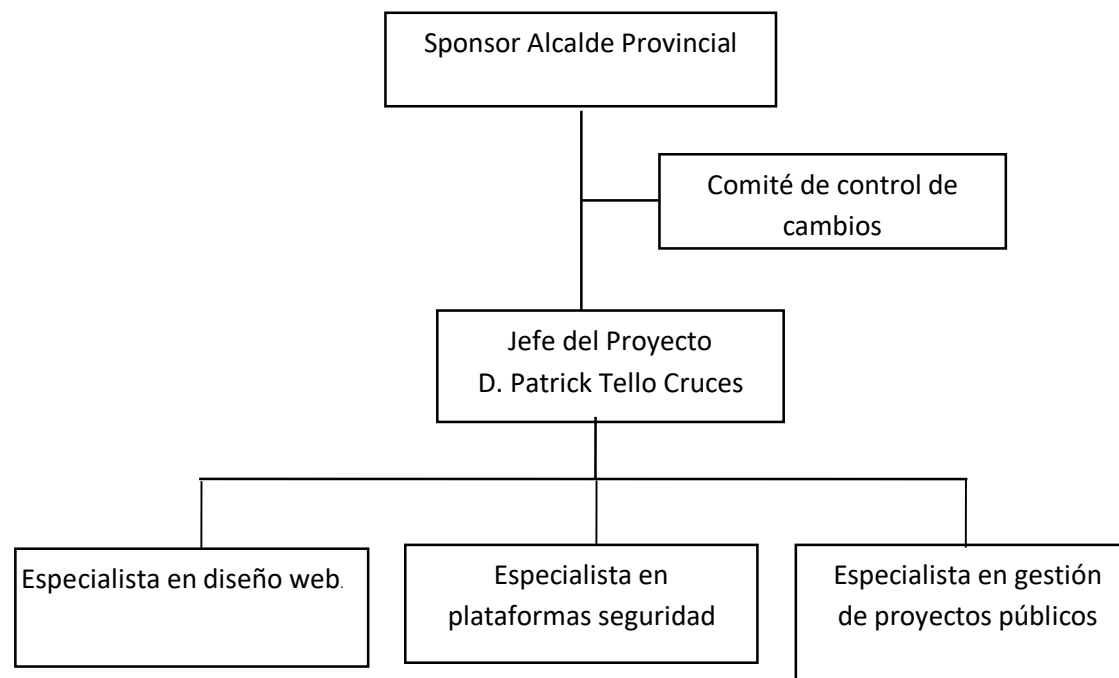 Sponsor Alcalde Provincial
Comité de control de
cambios
Jefe del Proyecto
D. Patrick Tello Cruces
Especialista en diseño web.
Especialista en
plataformas seguridad
Especialista en gestión
de proyectos públicos